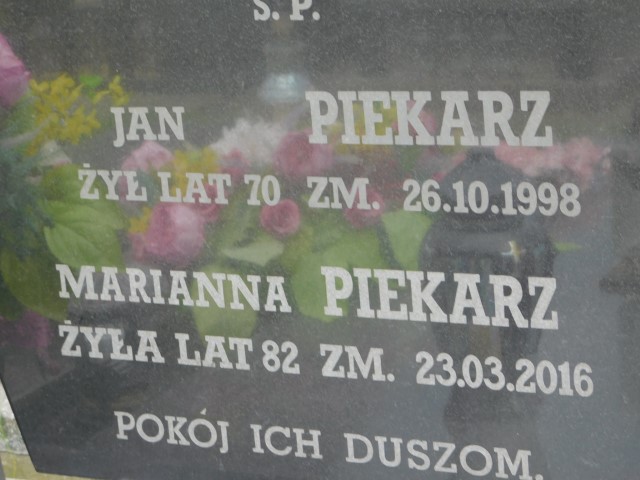 Ś. P.
JAN PIEKARZ
ŻYŁ LAT 70 ZM. 26.10.1998
MARIANNA PIEKARZ
ŻYŁA LAT 82 ZM. 23.03.2016
POKÓJ ICH DUSZOM.